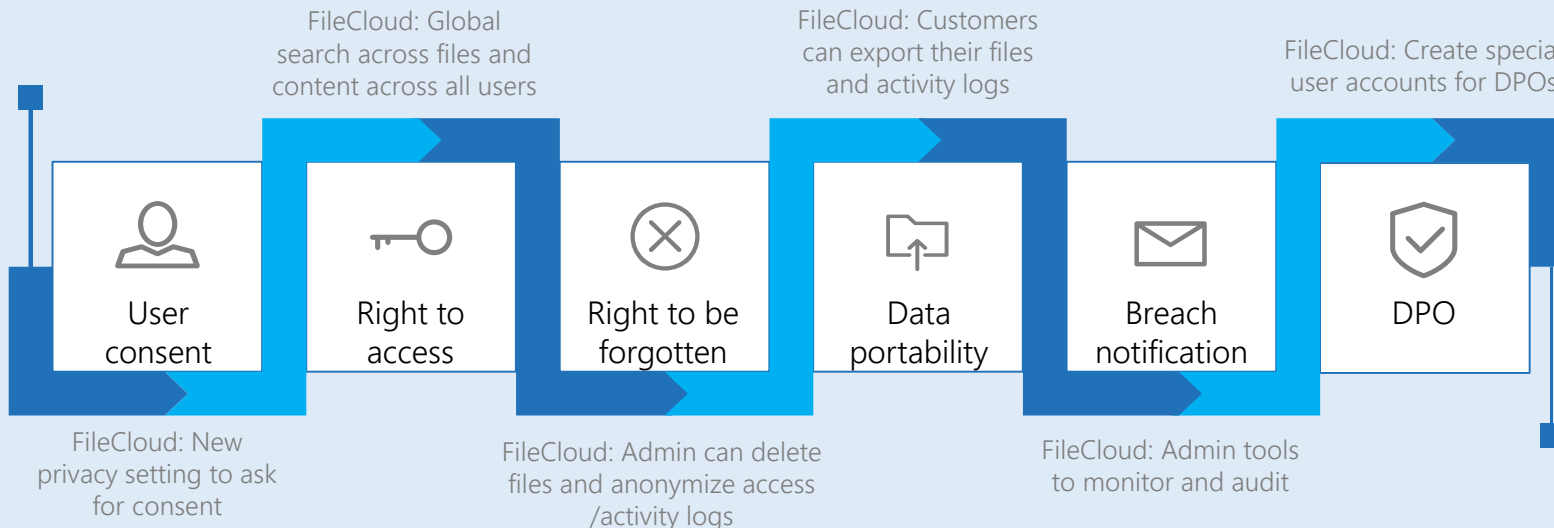 FileCloud: Global
search across files and
content across all users
FileCloud: Customers
can export their files
and activity logs
FileCloud: Create specia
user accounts for DPOs
User
consent
Right to
access
Right to be
forgotten
Data
portability
Breach
notification
DPO
FileCloud: New
privacy setting to ask
for consent
FileCloud: Admin can delete
files and anonymize access
/activity logs
FileCloud: Admin tools
to monitor and audit